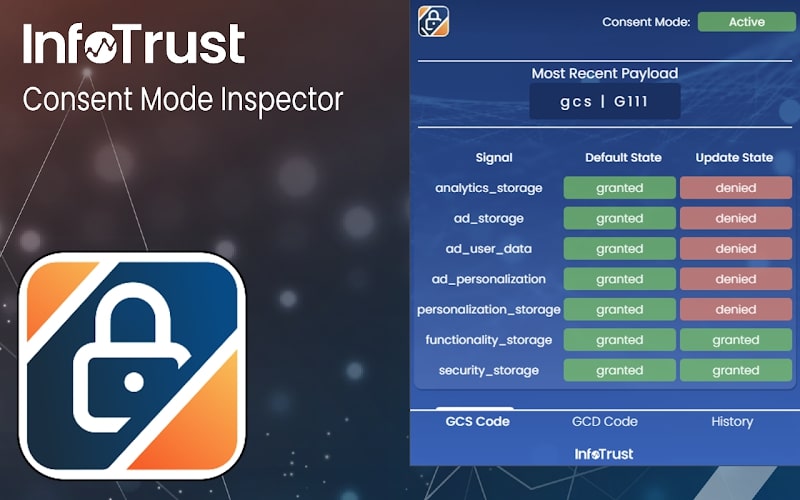 InfoTrust
Consent Mode Inspector
Consent Mode: Active
Most Recent Payload
gcs | G111
Signal Default State Update State
analytics_storage granted denied
ad_storage granted denied
ad_user_data granted denied
ad_personalization granted denied
personalization_storage granted denied
functionality_storage granted granted
security_storage granted granted
GCS Code GCD Code History
InfoTrust